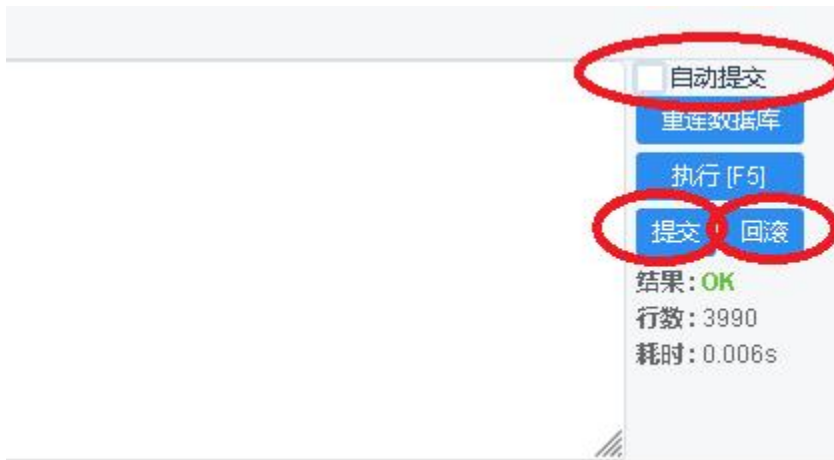 自动提交
重连数据库
执行 [F5]
提交 回滚
结果: OK
行数: 3990
耗时: 0.006s